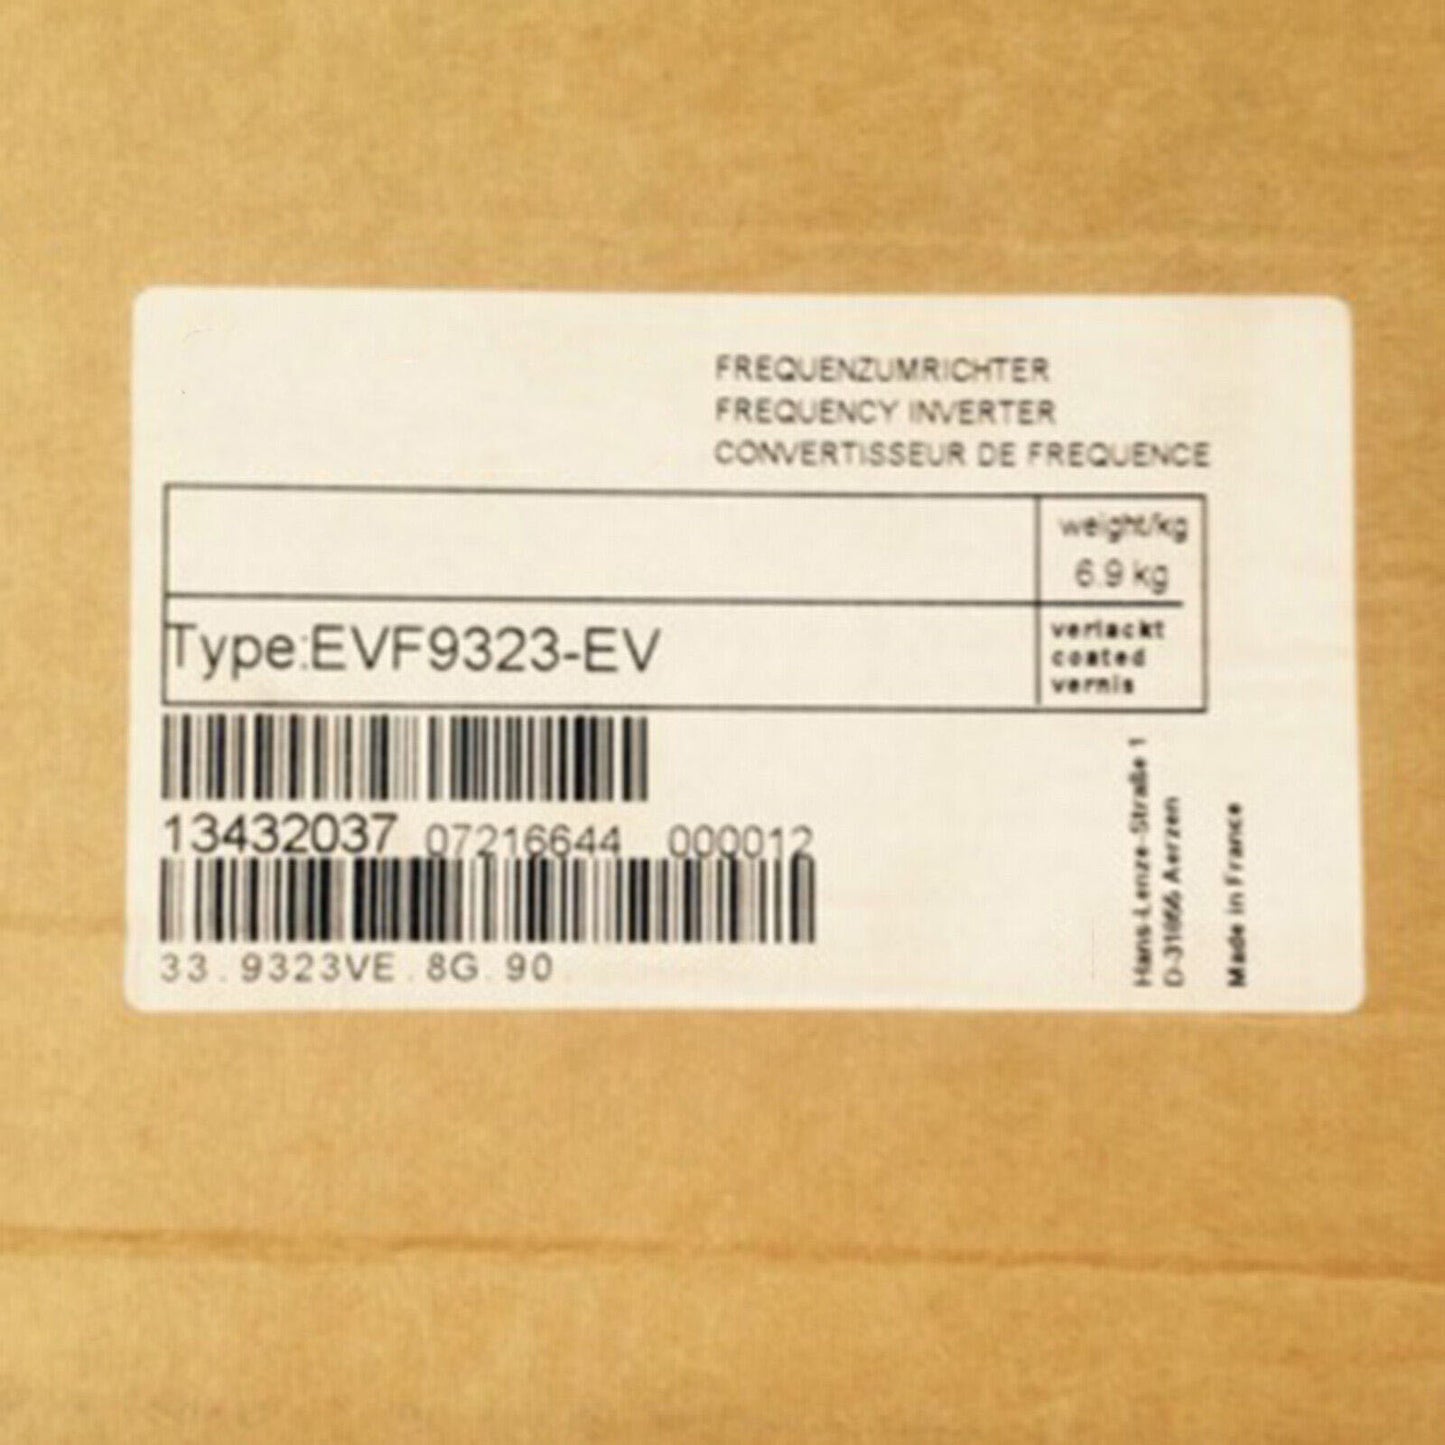 FREQUENZUMRICHTER
FREQUENCY INVERTER
CONVERTISSEUR DE FREQUENCE
weight/kg
6.9 kg
Type:EVF9323-EV
verlackt
coated
vernis
13432037 07216644 000012
33.9323VE.8G.90
Hans-Lenze-Straße 1
D-31855 Aerzen
Made in France